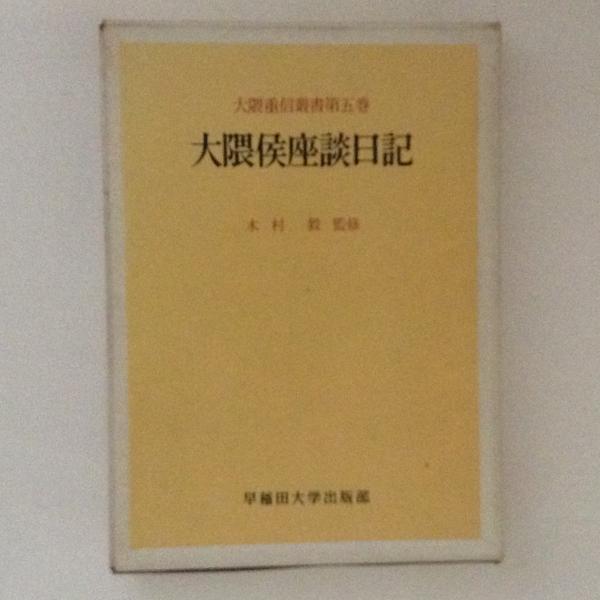 大隈重信叢書第五巻
大隈侯座談日記
木村 毅 監修
早稲田大学出版部